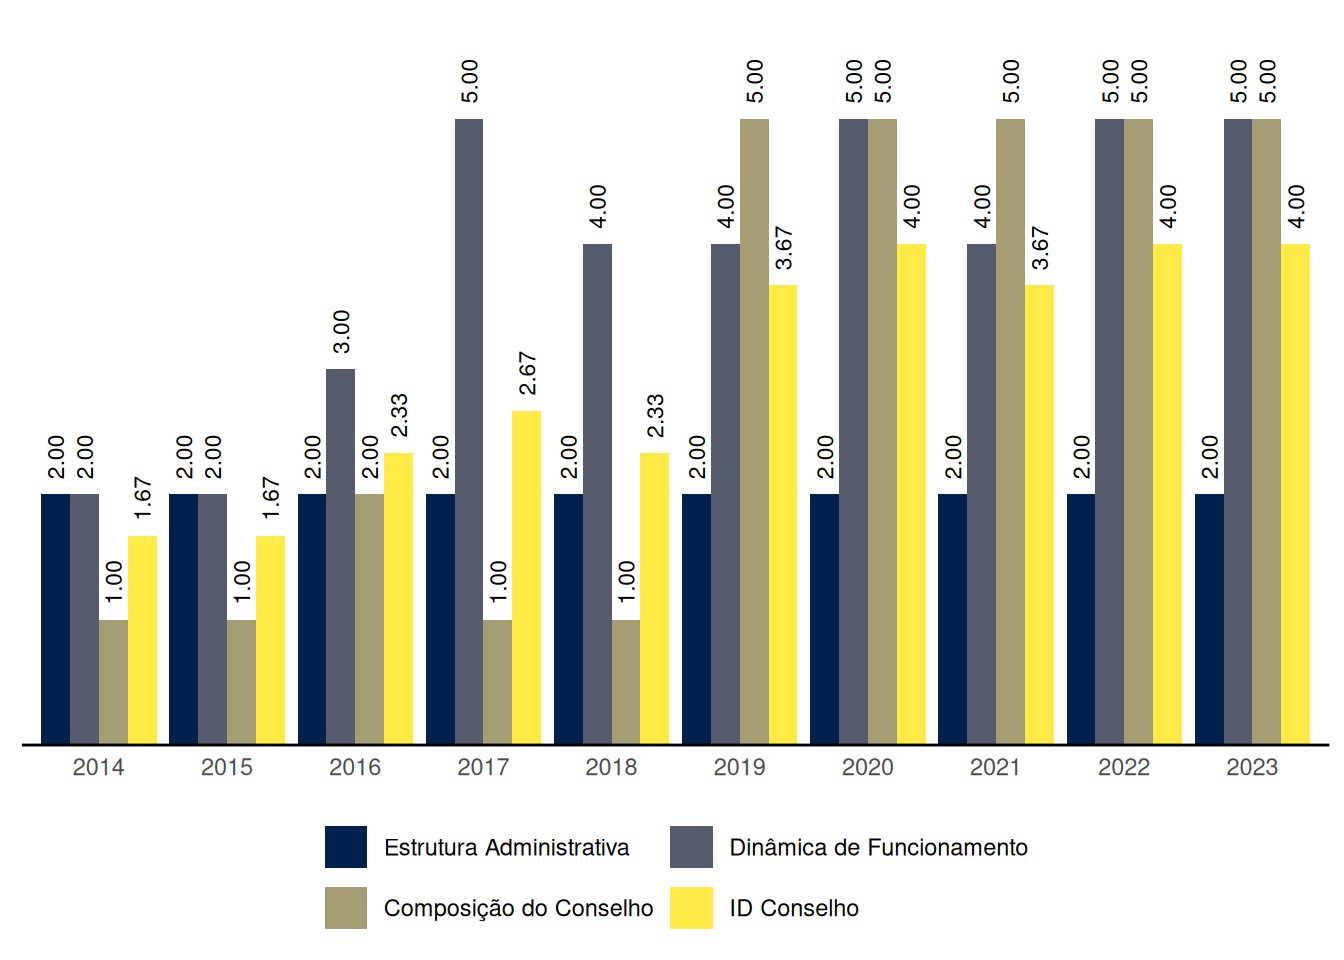 2.00 2.00 1.00 1.67
2.00 2.00 1.00 1.67
2.00 3.00 2.00 2.33
2.00 5.00 1.00 2.67
2.00 4.00 1.00 2.33
2.00 4.00 5.00 3.67
2.00 5.00 5.00 4.00
2.00 4.00 5.00 3.67
2.00 5.00 5.00 4.00
2.00 5.00 5.00 4.00
2014 2015 2016 2017 2018 2019 2020 2021 2022 2023
Estrutura Administrativa Dinâmica de Funcionamento
Composição do Conselho ID Conselho